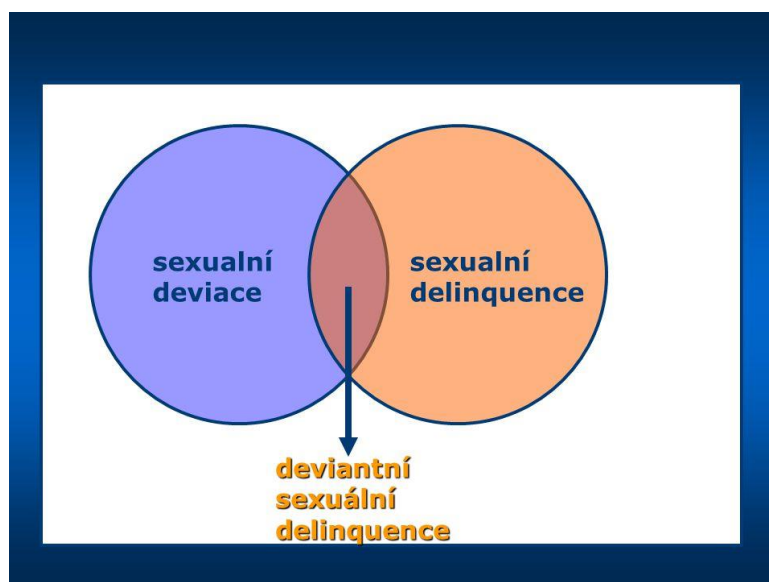 sexualní
deviace
sexualní
delinquence
deviantní
sexuální
delinquence